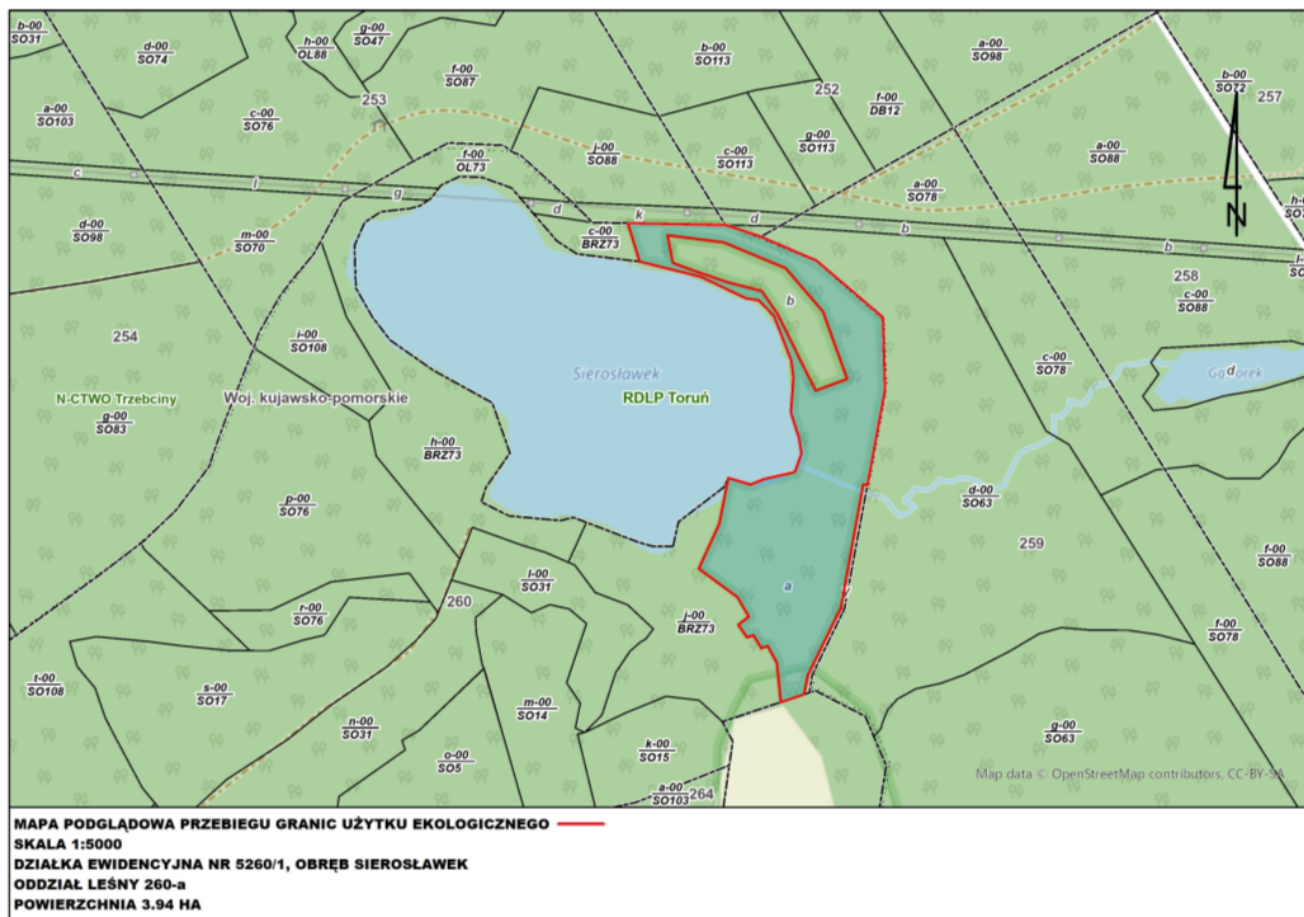 b-00
SO31
d-00
SO74
h-00
OL88
g-00
SO47
f-00
SO87
b-00
SO113
a-00
SO98
b-00
SO72
257
a-00
SO103
c-00
SO76
253
252
f-00
DB12
g-00
SO113
c-00
SO113
j-00
SO88
f-00
OL73
a-00
SO88
a-00
SO78
c
l
g
d
k
d
b
b
d-00
SO98
m-00
SO70
c-00
BRZ73
258
c-00
SO88
254
i-00
SO108
b
Sierosławek
RDLP Toruń
c-00
SO78
d
N-CTWO Trzebciny
g-00
SO83
Woj. kujawsko-pomorskie
h-00
BRZ73
p-00
SO76
d-00
SO63
259
f-00
SO88
l-00
SO31
a
260
r-00
SO76
j-00
BRZ73
f-00
SO78
t-00
SO108
s-00
SO17
n-00
SO31
m-00
SO14
o-00
SO5
k-00
SO15
g-00
SO63
a-00
SO103
264
Map data © OpenStreetMap contributors, CC-BY-SA
N
MAPA PODGLĄDOWA PRZEBIEGU GRANIC UŻYTKU EKOLOGICZNEGO
SKALA 1:5000
DZIAŁKA EWIDENCYJNA NR 5260/1, OBRĘB SIEROSŁAWEK
ODDZIAŁ LEŚNY 260-a
POWIERZCHNIA 3.94 HA